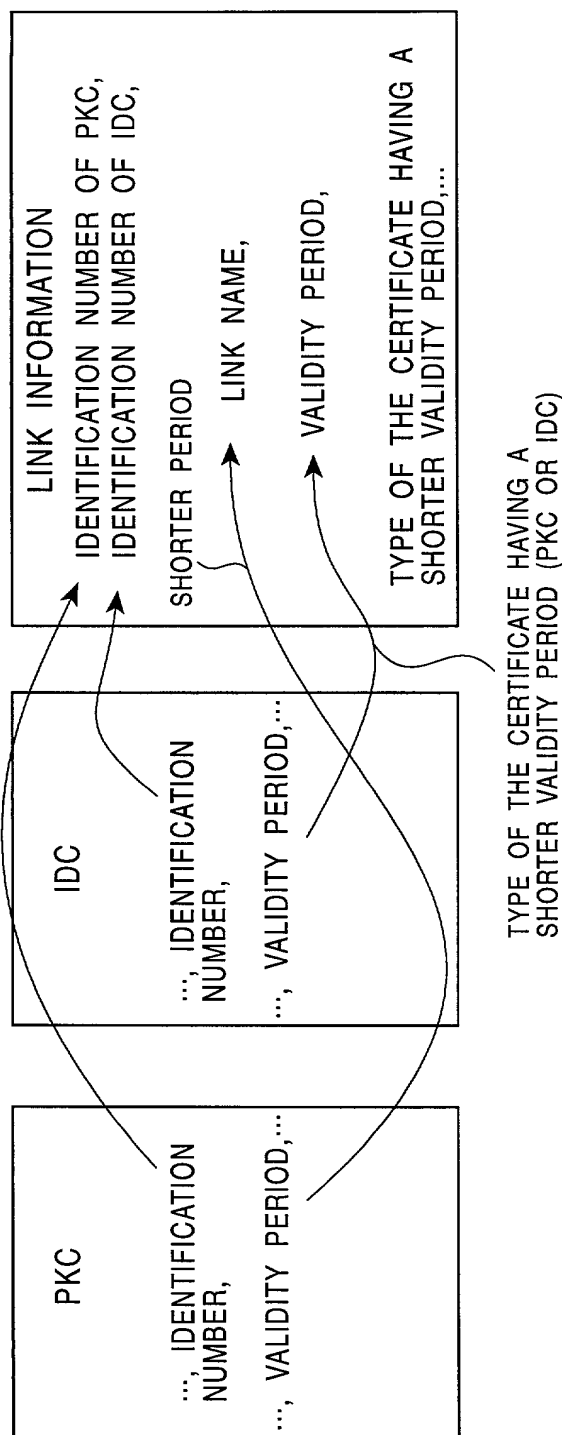 PKC
…, IDENTIFICATION
NUMBER,
…, VALIDITY PERIOD,…
IDC
…, IDENTIFICATION
NUMBER,
…, VALIDITY PERIOD,…
LINK INFORMATION
IDENTIFICATION NUMBER OF PKC,
IDENTIFICATION NUMBER OF IDC,
SHORTER PERIOD
LINK NAME,
VALIDITY PERIOD,
TYPE OF THE CERTIFICATE HAVING A
SHORTER VALIDITY PERIOD,…
TYPE OF THE CERTIFICATE HAVING A
SHORTER VALIDITY PERIOD (PKC OR IDC)